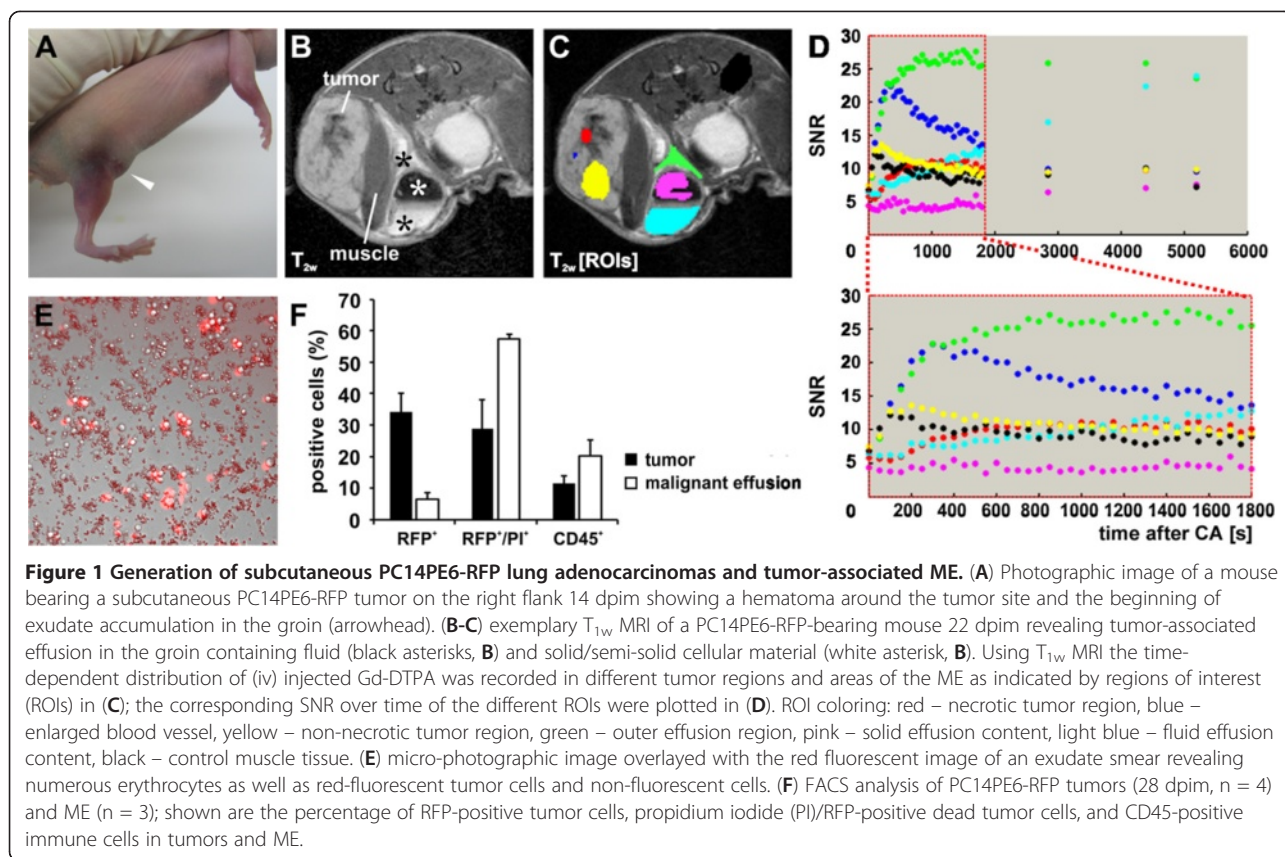 A
B
tumor
*
*
*
muscle
T2w
C
T2w [ROIs]
D
30
25
20
15
10
5
0
SNR
1000 2000 3000 4000 5000 6000
30
25
20
15
10
5
0
SNR
200 400 600 800 1000 1200 1400 1600 1800
time after CA [s]
E
F
70
60
50
40
30
20
10
0
positive cells (%)
tumor
malignant effusion
RFP+ RFP+/PI+ CD45+
Figure 1 Generation of subcutaneous PC14PE6-RFP lung adenocarcinomas and tumor-associated ME. (A) Photographic image of a mouse
bearing a subcutaneous PC14PE6-RFP tumor on the right flank 14 dpim showing a hematoma around the tumor site and the beginning of
exudate accumulation in the groin (arrowhead). (B-C) exemplary T1w MRI of a PC14PE6-RFP-bearing mouse 22 dpim revealing tumor-associated
effusion in the groin containing fluid (black asterisks, B) and solid/semi-solid cellular material (white asterisk, B). Using T1w MRI the time-
dependent distribution of (iv) injected Gd-DTPA was recorded in different tumor regions and areas of the ME as indicated by regions of interest
(ROIs) in (C); the corresponding SNR over time of the different ROIs were plotted in (D). ROI coloring: red – necrotic tumor region, blue –
enlarged blood vessel, yellow – non-necrotic tumor region, green – outer effusion region, pink – solid effusion content, light blue – fluid effusion
content, black – control muscle tissue. (E) micro-photographic image overlayed with the red fluorescent image of an exudate smear revealing
numerous erythrocytes as well as red-fluorescent tumor cells and non-fluorescent cells. (F) FACS analysis of PC14PE6-RFP tumors (28 dpim, n = 4)
and ME (n = 3); shown are the percentage of RFP-positive tumor cells, propidium iodide (PI)/RFP-positive dead tumor cells, and CD45-positive
immune cells in tumors and ME.